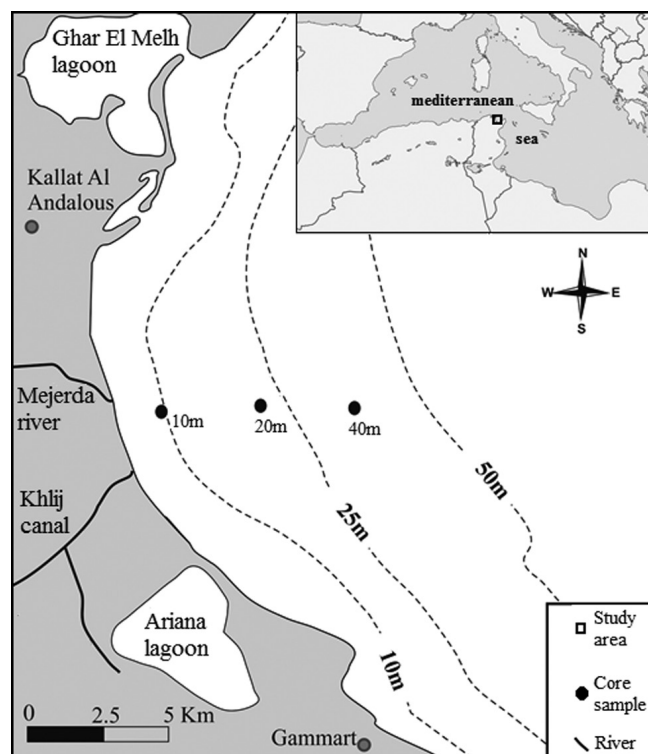 Ghar El Melh
lagoon
mediterranean
sea
Kallat Al
Andalous
N
W E
S
Mejerda
river
10m
20m
40m
Khlij
canal
50m
25m
10m
Ariana
lagoon
0 2.5 5 Km
Gammart
Study
area
Core
sample
River